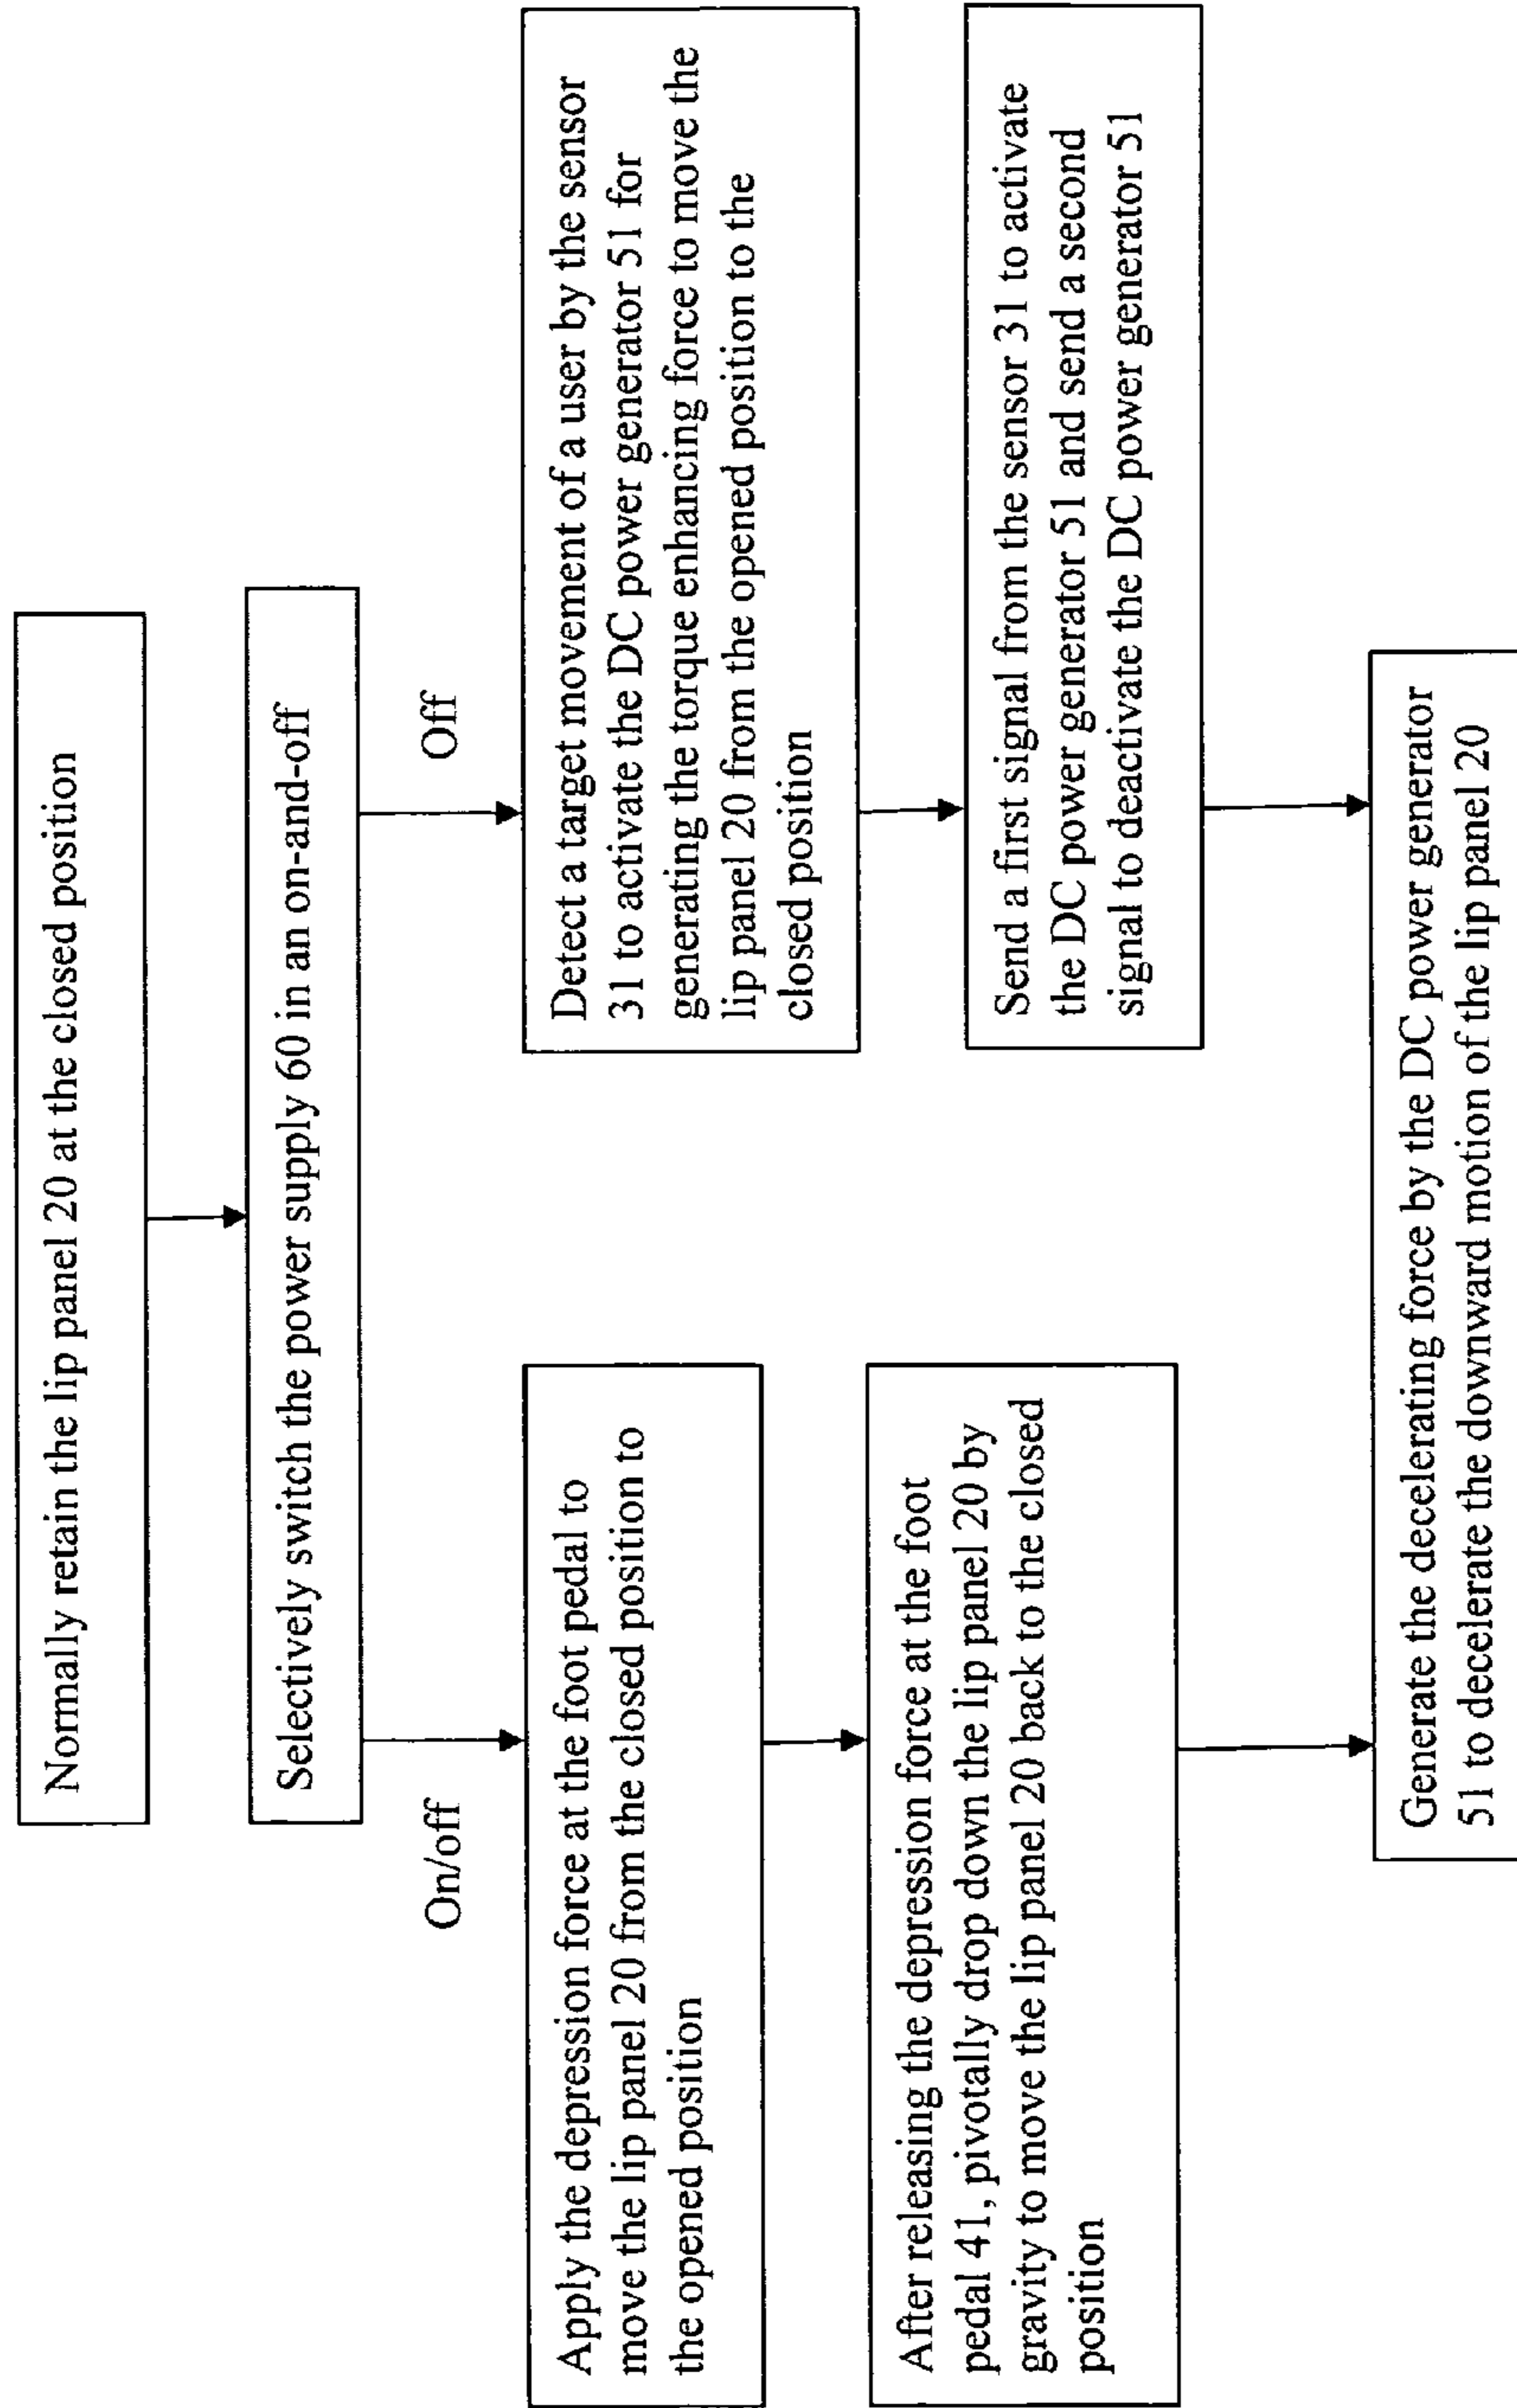 Normally retain the lip panel 20 at the closed position
Selectively switch the power supply 60 in an on-and-off
On/off
Off
Apply the depression force at the foot pedal to
move the lip panel 20 from the closed position to
the opened position
After releasing the depression force at the foot
pedal 41, pivotally drop down the lip panel 20 by
gravity to move the lip panel 20 back to the closed
position
Detect a target movement of a user by the sensor
31 to activate the DC power generator 51 for
generating the torque enhancing force to move the
lip panel 20 from the opened position to the
closed position
Send a first signal from the sensor 31 to activate
the DC power generator 51 and send a second
signal to deactivate the DC power generator 51
Generate the decelerating force by the DC power generator
51 to decelerate the downward motion of the lip panel 20